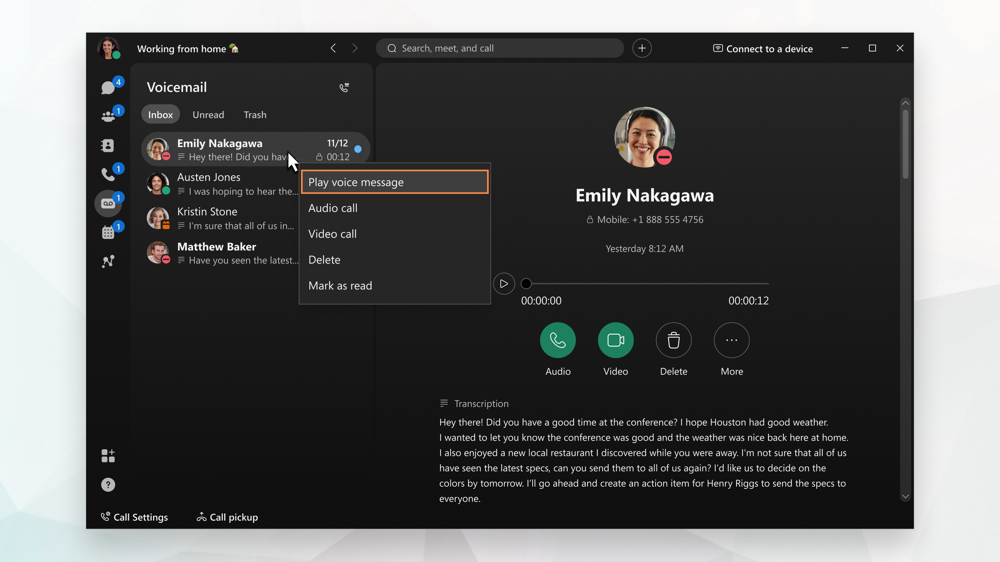 Working from home
Search, meet, and call
Connect to a device
4
1
1
1
1
Voicemail
Inbox Unread Trash
Emily Nakagawa 11/12
Hey there! Did you hav... 00:12
Austen Jones
I was hoping to hear the...
Kristin Stone
I'm sure that all of us in...
Matthew Baker
Have you seen the latest...
Play voice message
Audio call
Video call
Delete
Mark as read
Emily Nakagawa
Mobile: +1 888 555 4756
Yesterday 8:12 AM
00:00:00 00:00:12
Audio Video Delete More
Transcription
Hey there! Did you have a good time at the conference? I hope Houston had good weather.
I wanted to let you know the conference was good and the weather was nice back here at home.
I also enjoyed a new local restaurant I discovered while you were away. I'm not sure that all of us
have seen the latest specs, can you send them to all of us again? I'd like us to decide on the
colors by tomorrow. I’ll go ahead and create an action item for Henry Riggs to send the specs to
everyone.
?
Call Settings Call pickup